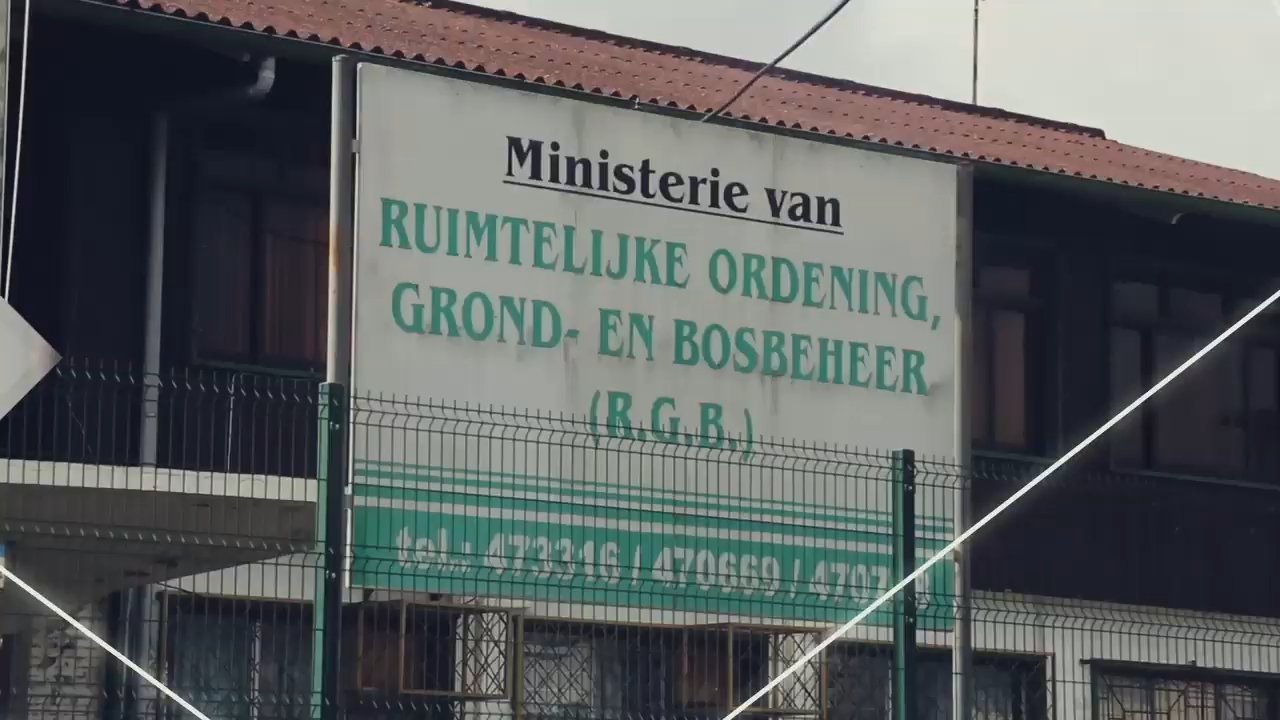 Ministerie van
RUIMTELIJKE ORDENING,
GROND- EN BOSBEHEER
(R.G.B.)
tel.: 473316 / 470669 /